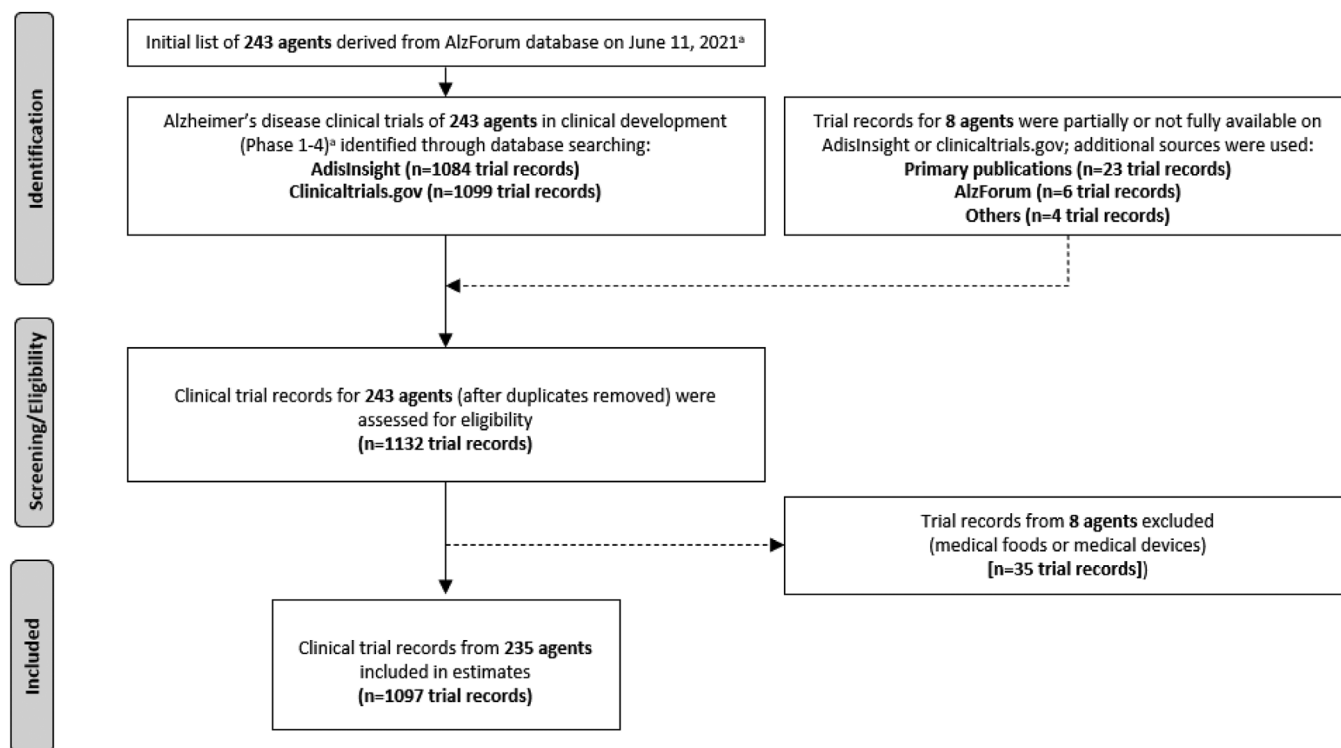 Identification
Initial list of 243 agents derived from AlzForum database on June 11, 2021ª
Alzheimer's disease clinical trials of 243 agents in clinical development
(Phase 1-4)ª identified through database searching:
AdisInsight (n=1084 trial records)
Clinicaltrials.gov (n=1099 trial records)
Trial records for 8 agents were partially or not fully available on
AdisInsight or clinicaltrials.gov; additional sources were used:
Primary publications (n=23 trial records)
AlzForum (n=6 trial records)
Others (n=4 trial records)
Screening/Eligibility
Clinical trial records for 243 agents (after duplicates removed) were
assessed for eligibility
(n=1132 trial records)
Trial records from 8 agents excluded
(medical foods or medical devices)
[n=35 trial records])
Included
Clinical trial records from 235 agents
included in estimates
(n=1097 trial records)